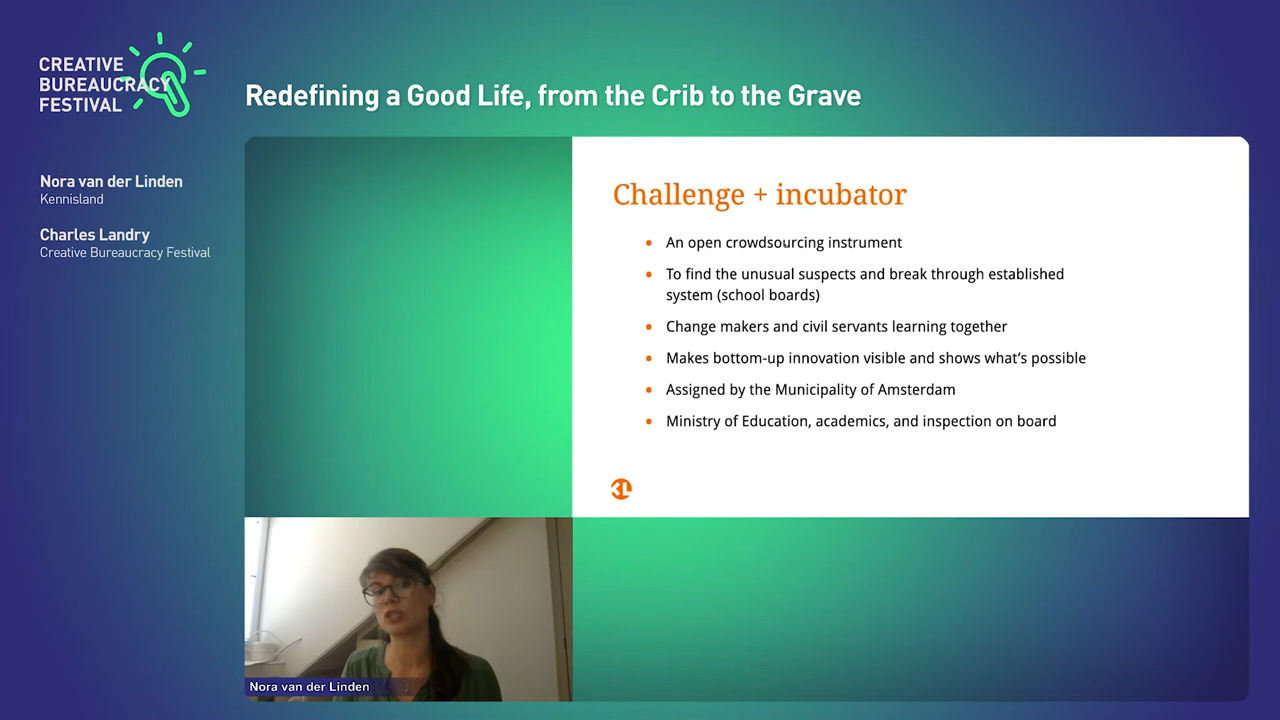 CREATIVE
BUREAUCRACY
FESTIVAL
Redefining a Good Life, from the Crib to the Grave
Nora van der Linden
Kennisland
Charles Landry
Creative Bureaucracy Festival
Challenge + incubator
• An open crowdsourcing instrument
• To find the unusual suspects and break through established
system (school boards)
• Change makers and civil servants learning together
• Makes bottom-up innovation visible and shows what's possible
• Assigned by the Municipality of Amsterdam
• Ministry of Education, academics, and inspection on board
KL
Nora van der Linden